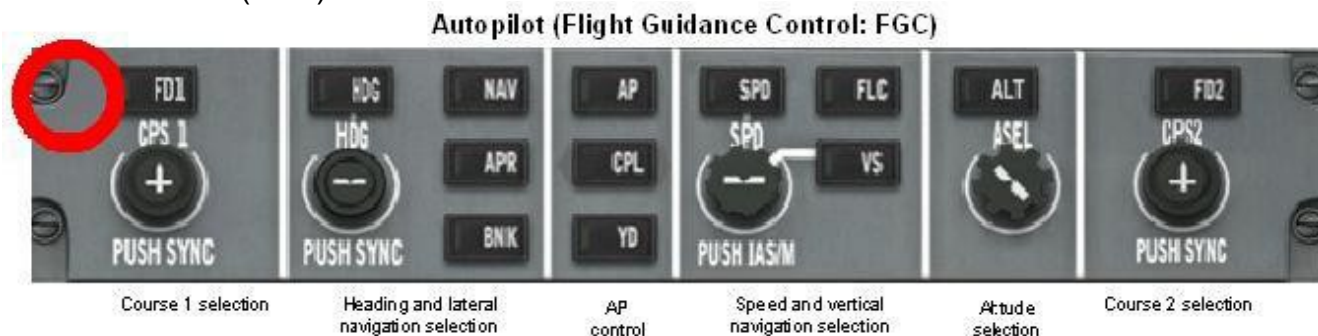 Autopilot (Flight Guidance Control: FGC)
FD1 HDG NAV AP SPD FLC ALT FD2
CPS 1 HDG SPD ASEL CPS2
APR CPL VS
BNK YD
PUSH SYNC PUSH SYNC PUSH IAS/M PUSH SYNC
Course 1 selection Heading and lateral AP Speed and vertical Attude Course 2 selection
navigation selection control navigation selection selection